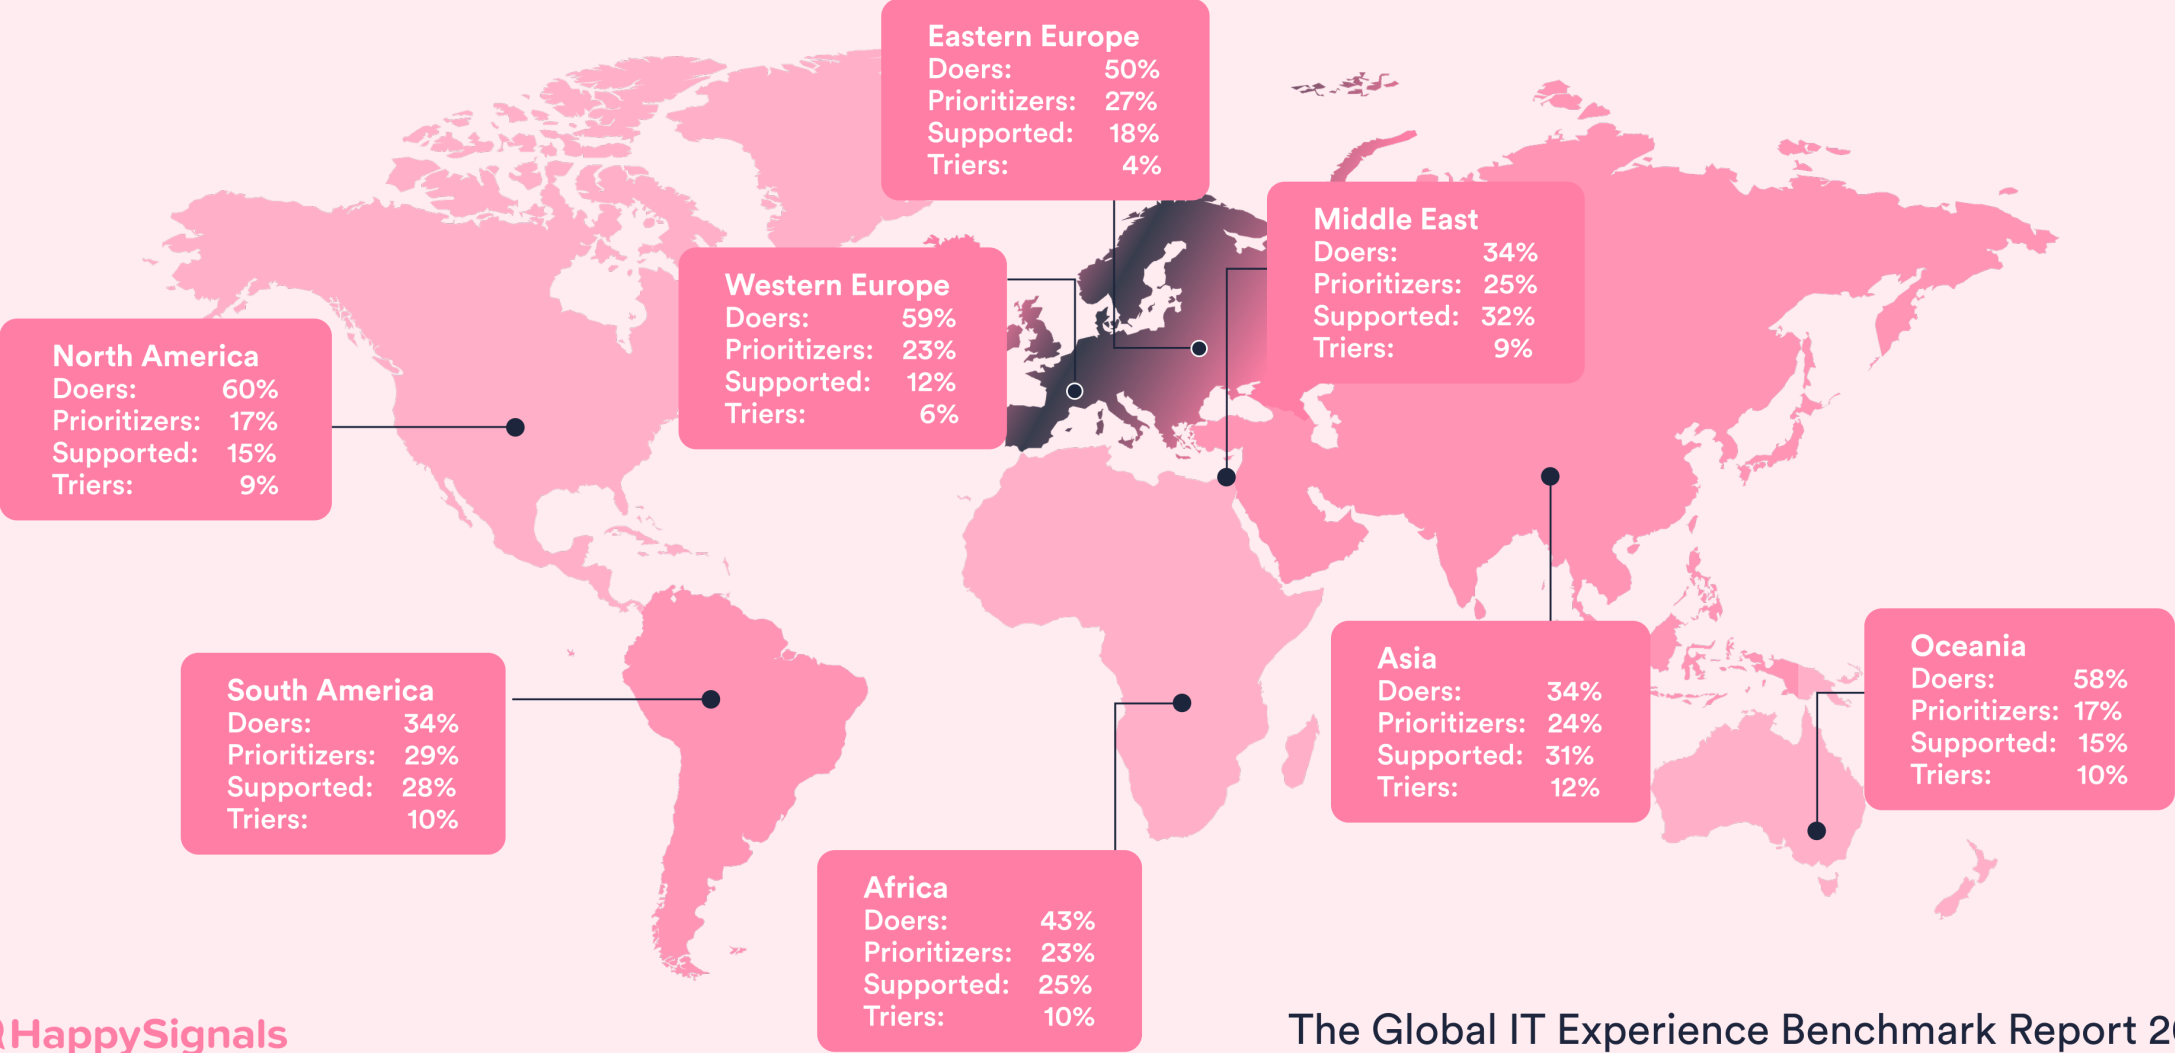 Eastern Europe
Doers: 50%
Prioritizers: 27%
Supported: 18%
Triers: 4%
Middle East
Doers: 34%
Prioritizers: 25%
Supported: 32%
Triers: 9%
Western Europe
Doers: 59%
Prioritizers: 23%
Supported: 12%
Triers: 6%
North America
Doers: 60%
Prioritizers: 17%
Supported: 15%
Triers: 9%
South America
Doers: 34%
Prioritizers: 29%
Supported: 28%
Triers: 10%
Asia
Doers: 34%
Prioritizers: 24%
Supported: 31%
Triers: 12%
Oceania
Doers: 58%
Prioritizers: 17%
Supported: 15%
Triers: 10%
Africa
Doers: 43%
Prioritizers: 23%
Supported: 25%
Triers: 10%
HappySignals
The Global IT Experience Benchmark Report